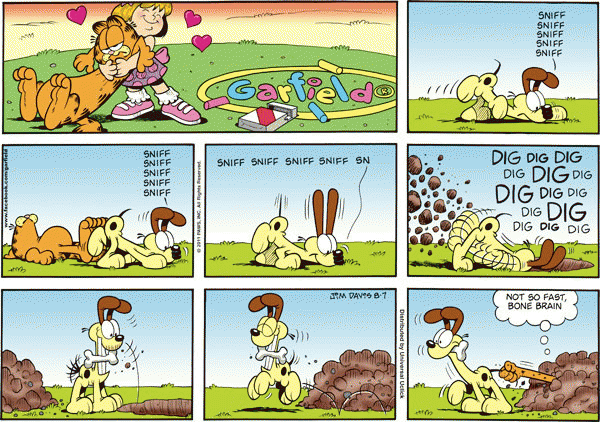 Garfield ®
SNIFF
SNIFF
SNIFF
SNIFF
SNIFF
www.facebook.com/garfield
SNIFF
SNIFF
SNIFF
SNIFF
SNIFF
© 2011 PAWS, INC. All Rights Reserved.
SNIFF SNIFF SNIFF SNIFF SN
DIG DIG DIG
DIG DIG DIG
DIG DIG DIG
DIG DIG
DIG DIG DIG
JIM DAVIS 8-7
Distributed by Universal Uclick
NOT SO FAST,
BONE BRAIN